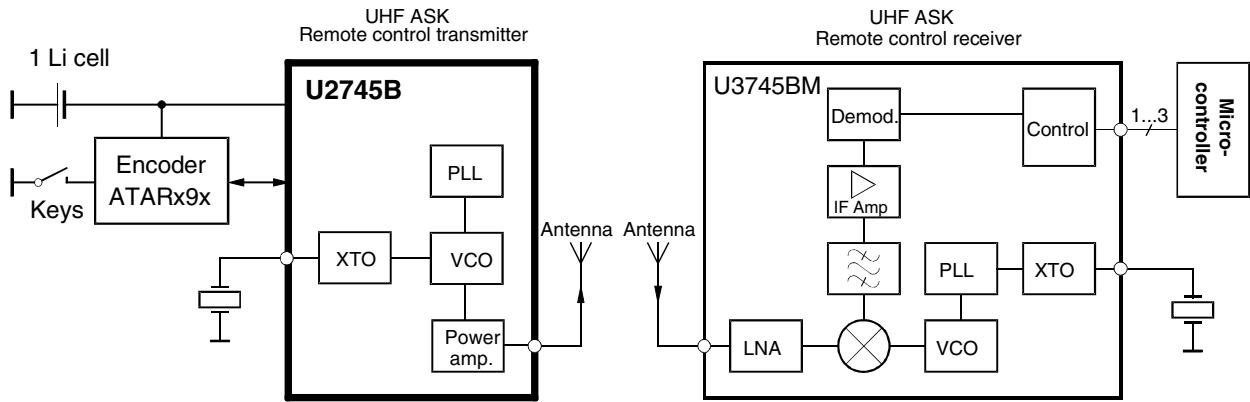 UHF ASK
Remote control transmitter
1 Li cell
U2745B
Encoder
ATARx9x
Keys
PLL
XTO
VCO
Power
amp.
Antenna
UHF ASK
Remote control receiver
U3745BM
Demod.
Control
1...3
Micro-
controller
IF Amp
PLL
XTO
Antenna
LNA
VCO